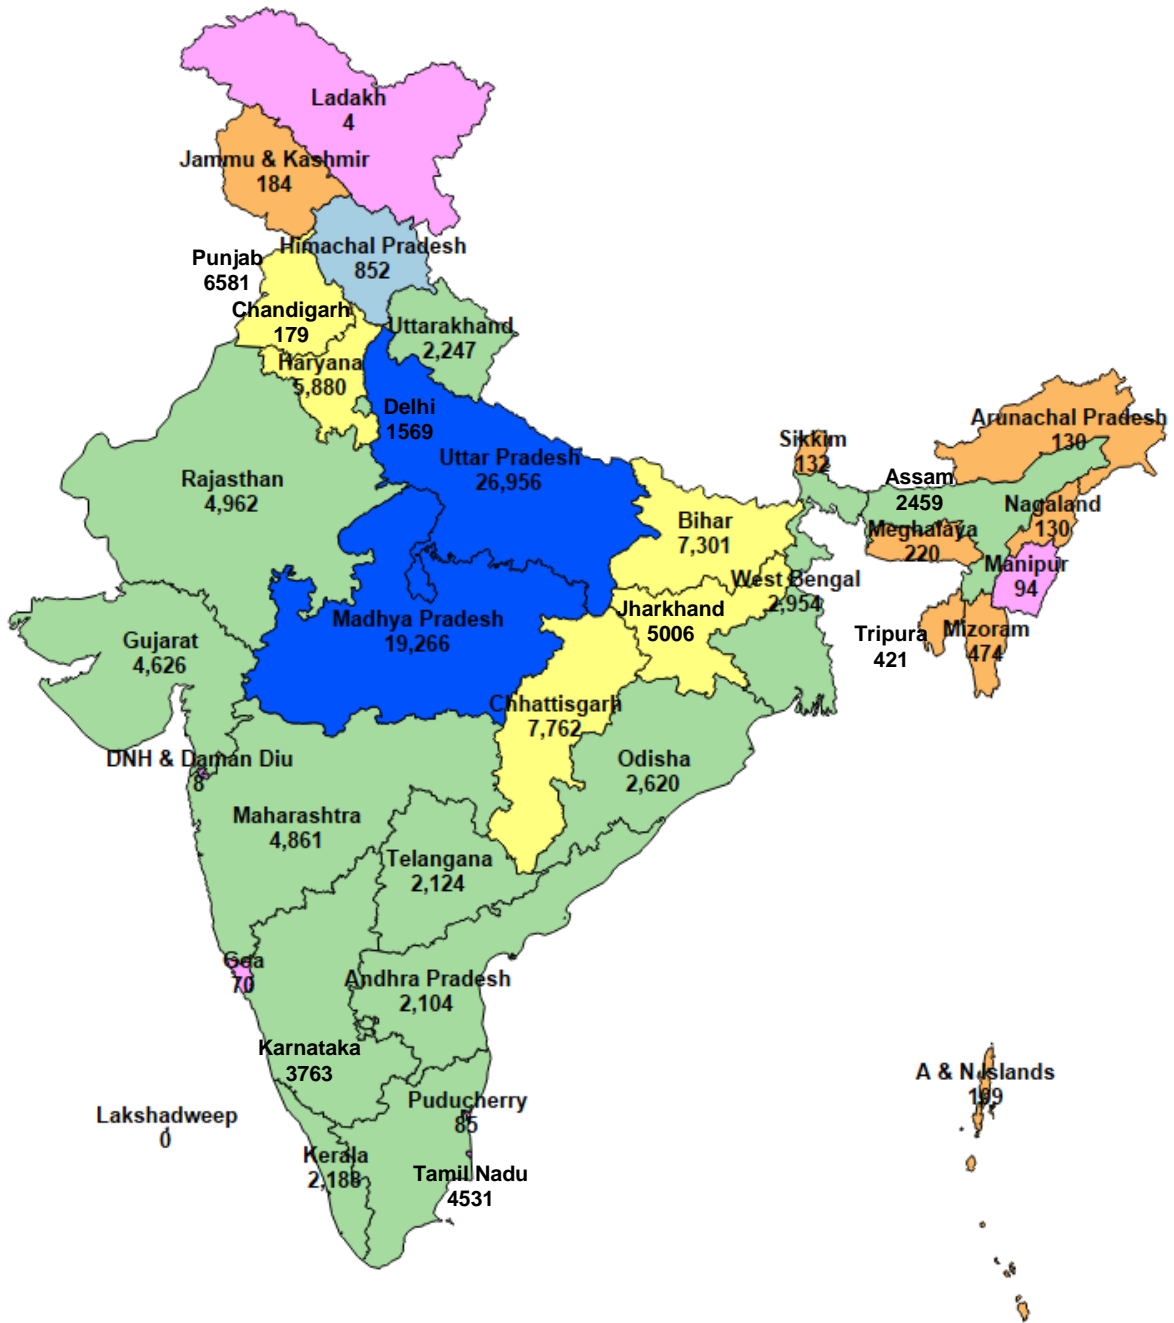 Ladakh
4
Jammu & Kashmir
184
Himachal Pradesh
852
Punjab
6581
Chandigarh
179
Uttarakhand
2,247
Haryana
5,880
Delhi
1569
Uttar Pradesh
26,956
Rajasthan
4,962
Sikkim
132
Arunachal Pradesh
130
Assam
2459
Nagaland
130
Meghalaya
220
Manipur
94
Bihar
7,301
West Bengal
2,954
Jharkhand
5006
Tripura
421
Mizoram
474
Madhya Pradesh
19,266
Gujarat
4,626
Chhattisgarh
7,762
DNH & Daman Diu
8
Odisha
2,620
Maharashtra
4,861
Telangana
2,124
Goa
70
Andhra Pradesh
2,104
Karnataka
3763
A & N Islands
109
Puducherry
85
Lakshadweep
0
Kerala
2,188
Tamil Nadu
4531